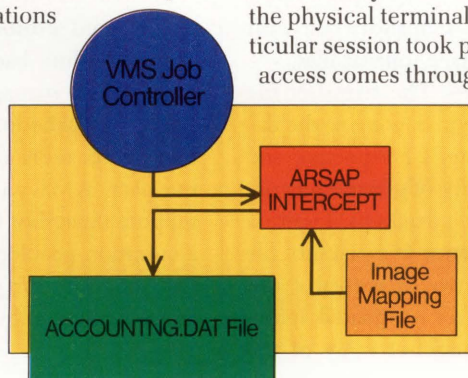 ations
the physical terminal
ticular session took p
access comes throug
VMS Job
Controller
ARSAP
INTERCEPT
Image
Mapping
File
ACCOUNTNG.DAT File